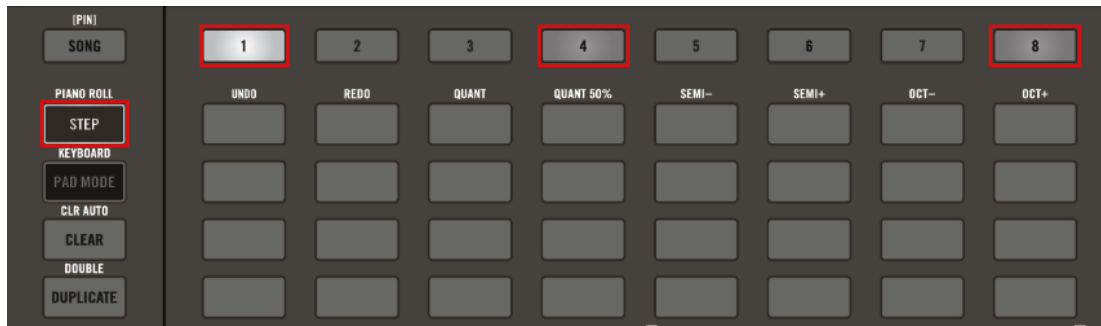 [PIN]
SONG
1 2 3 4 5 6 7 8
PIANO ROLL UNDO REDO QUANT QUANT 50% SEMI– SEMI+ OCT– OCT+
STEP
KEYBOARD
PAD MODE
CLR AUTO
CLEAR
DOUBLE
DUPLICATE